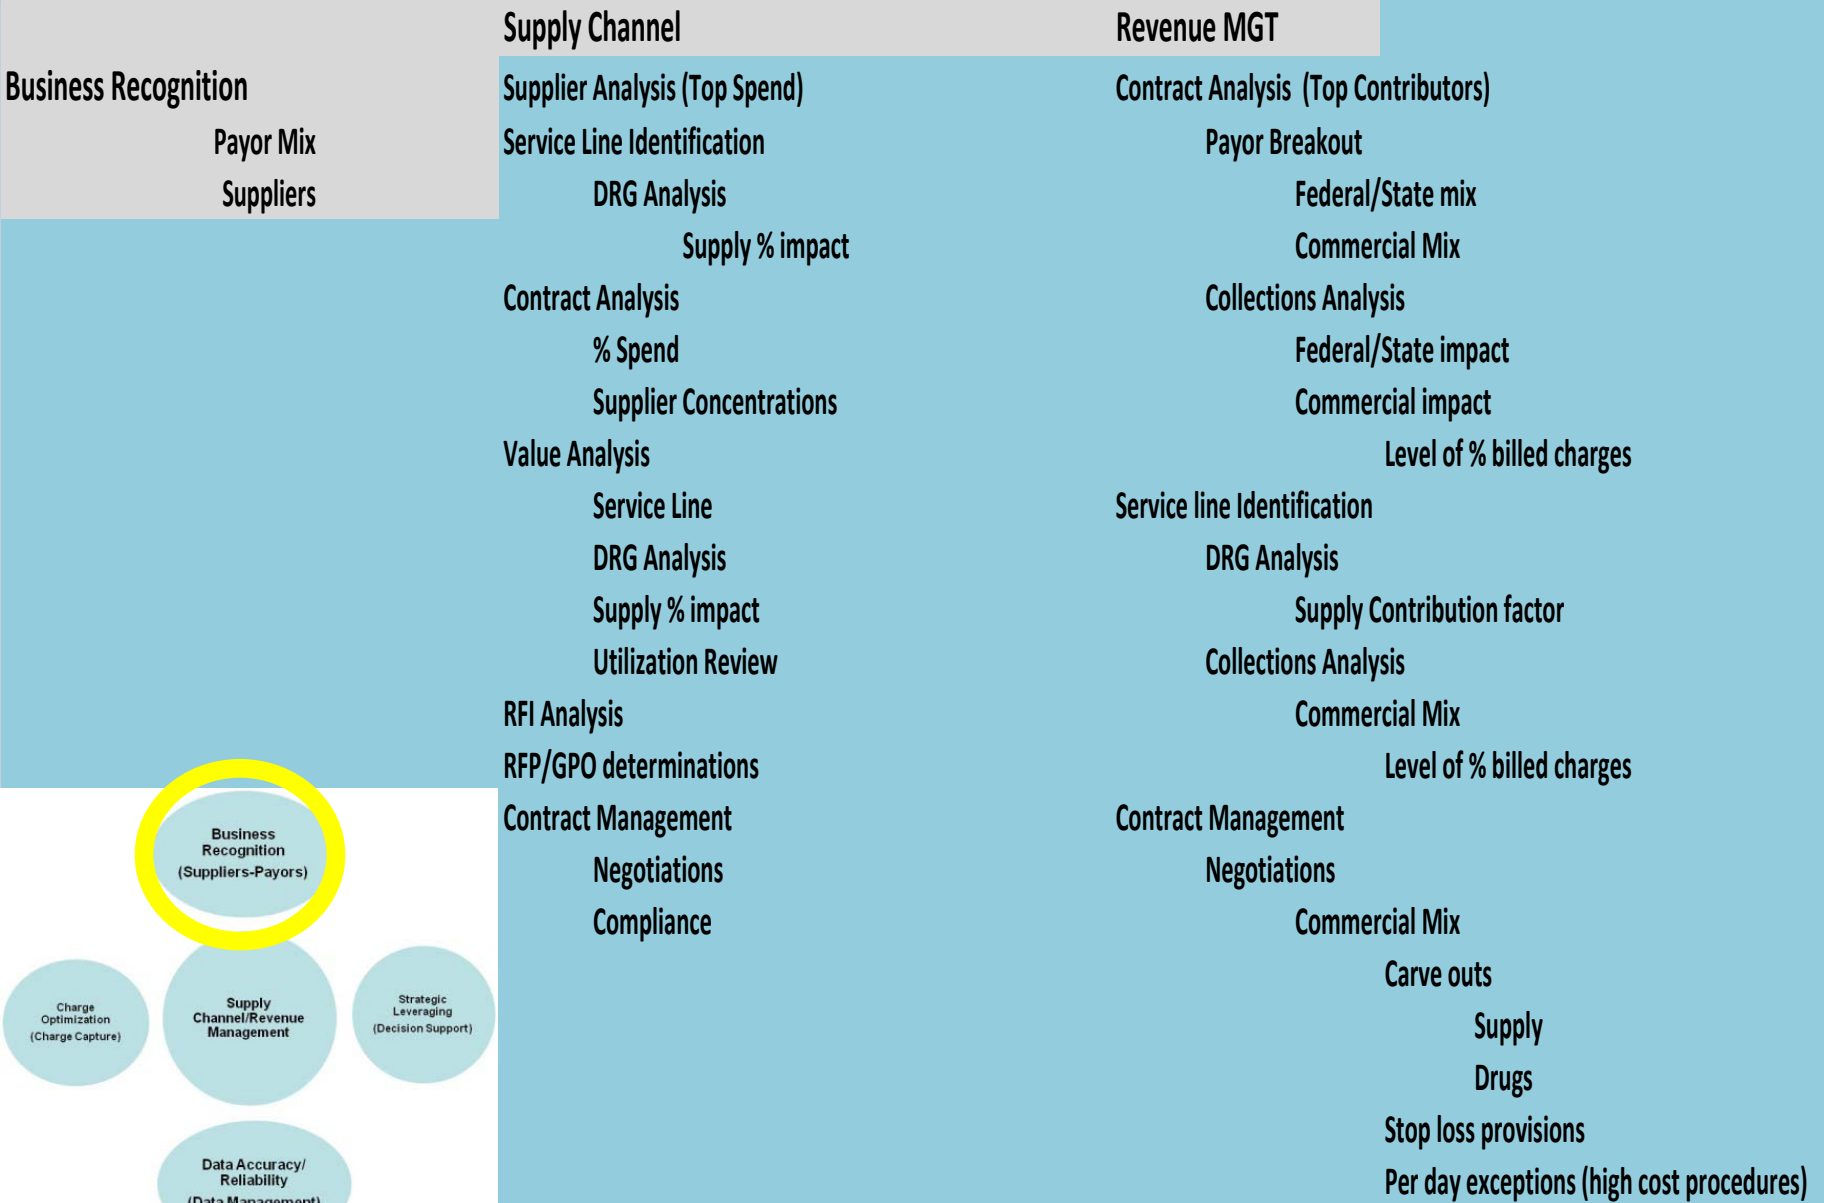 Supply Channel
Revenue MGT
Business Recognition
Payor Mix
Suppliers
Supplier Analysis (Top Spend)
Service Line Identification
DRG Analysis
Supply % impact
Contract Analysis
% Spend
Supplier Concentrations
Value Analysis
Service Line
DRG Analysis
Supply % impact
Utilization Review
RFI Analysis
RFP/GPO determinations
Contract Management
Negotiations
Compliance
Contract Analysis (Top Contributors)
Payor Breakout
Federal/State mix
Commercial Mix
Collections Analysis
Federal/State impact
Commercial impact
Level of % billed charges
Service line Identification
DRG Analysis
Supply Contribution factor
Collections Analysis
Commercial Mix
Level of % billed charges
Contract Management
Negotiations
Commercial Mix
Carve outs
Supply
Drugs
Stop loss provisions
Per day exceptions (high cost procedures)
Business
Recognition
(Suppliers-Payors)
Charge
Optimization
(Charge Capture)
Supply
Channel/Revenue
Management
Strategic
Leveraging
(Decision Support)
Data Accuracy/
Reliability
(Data Management)